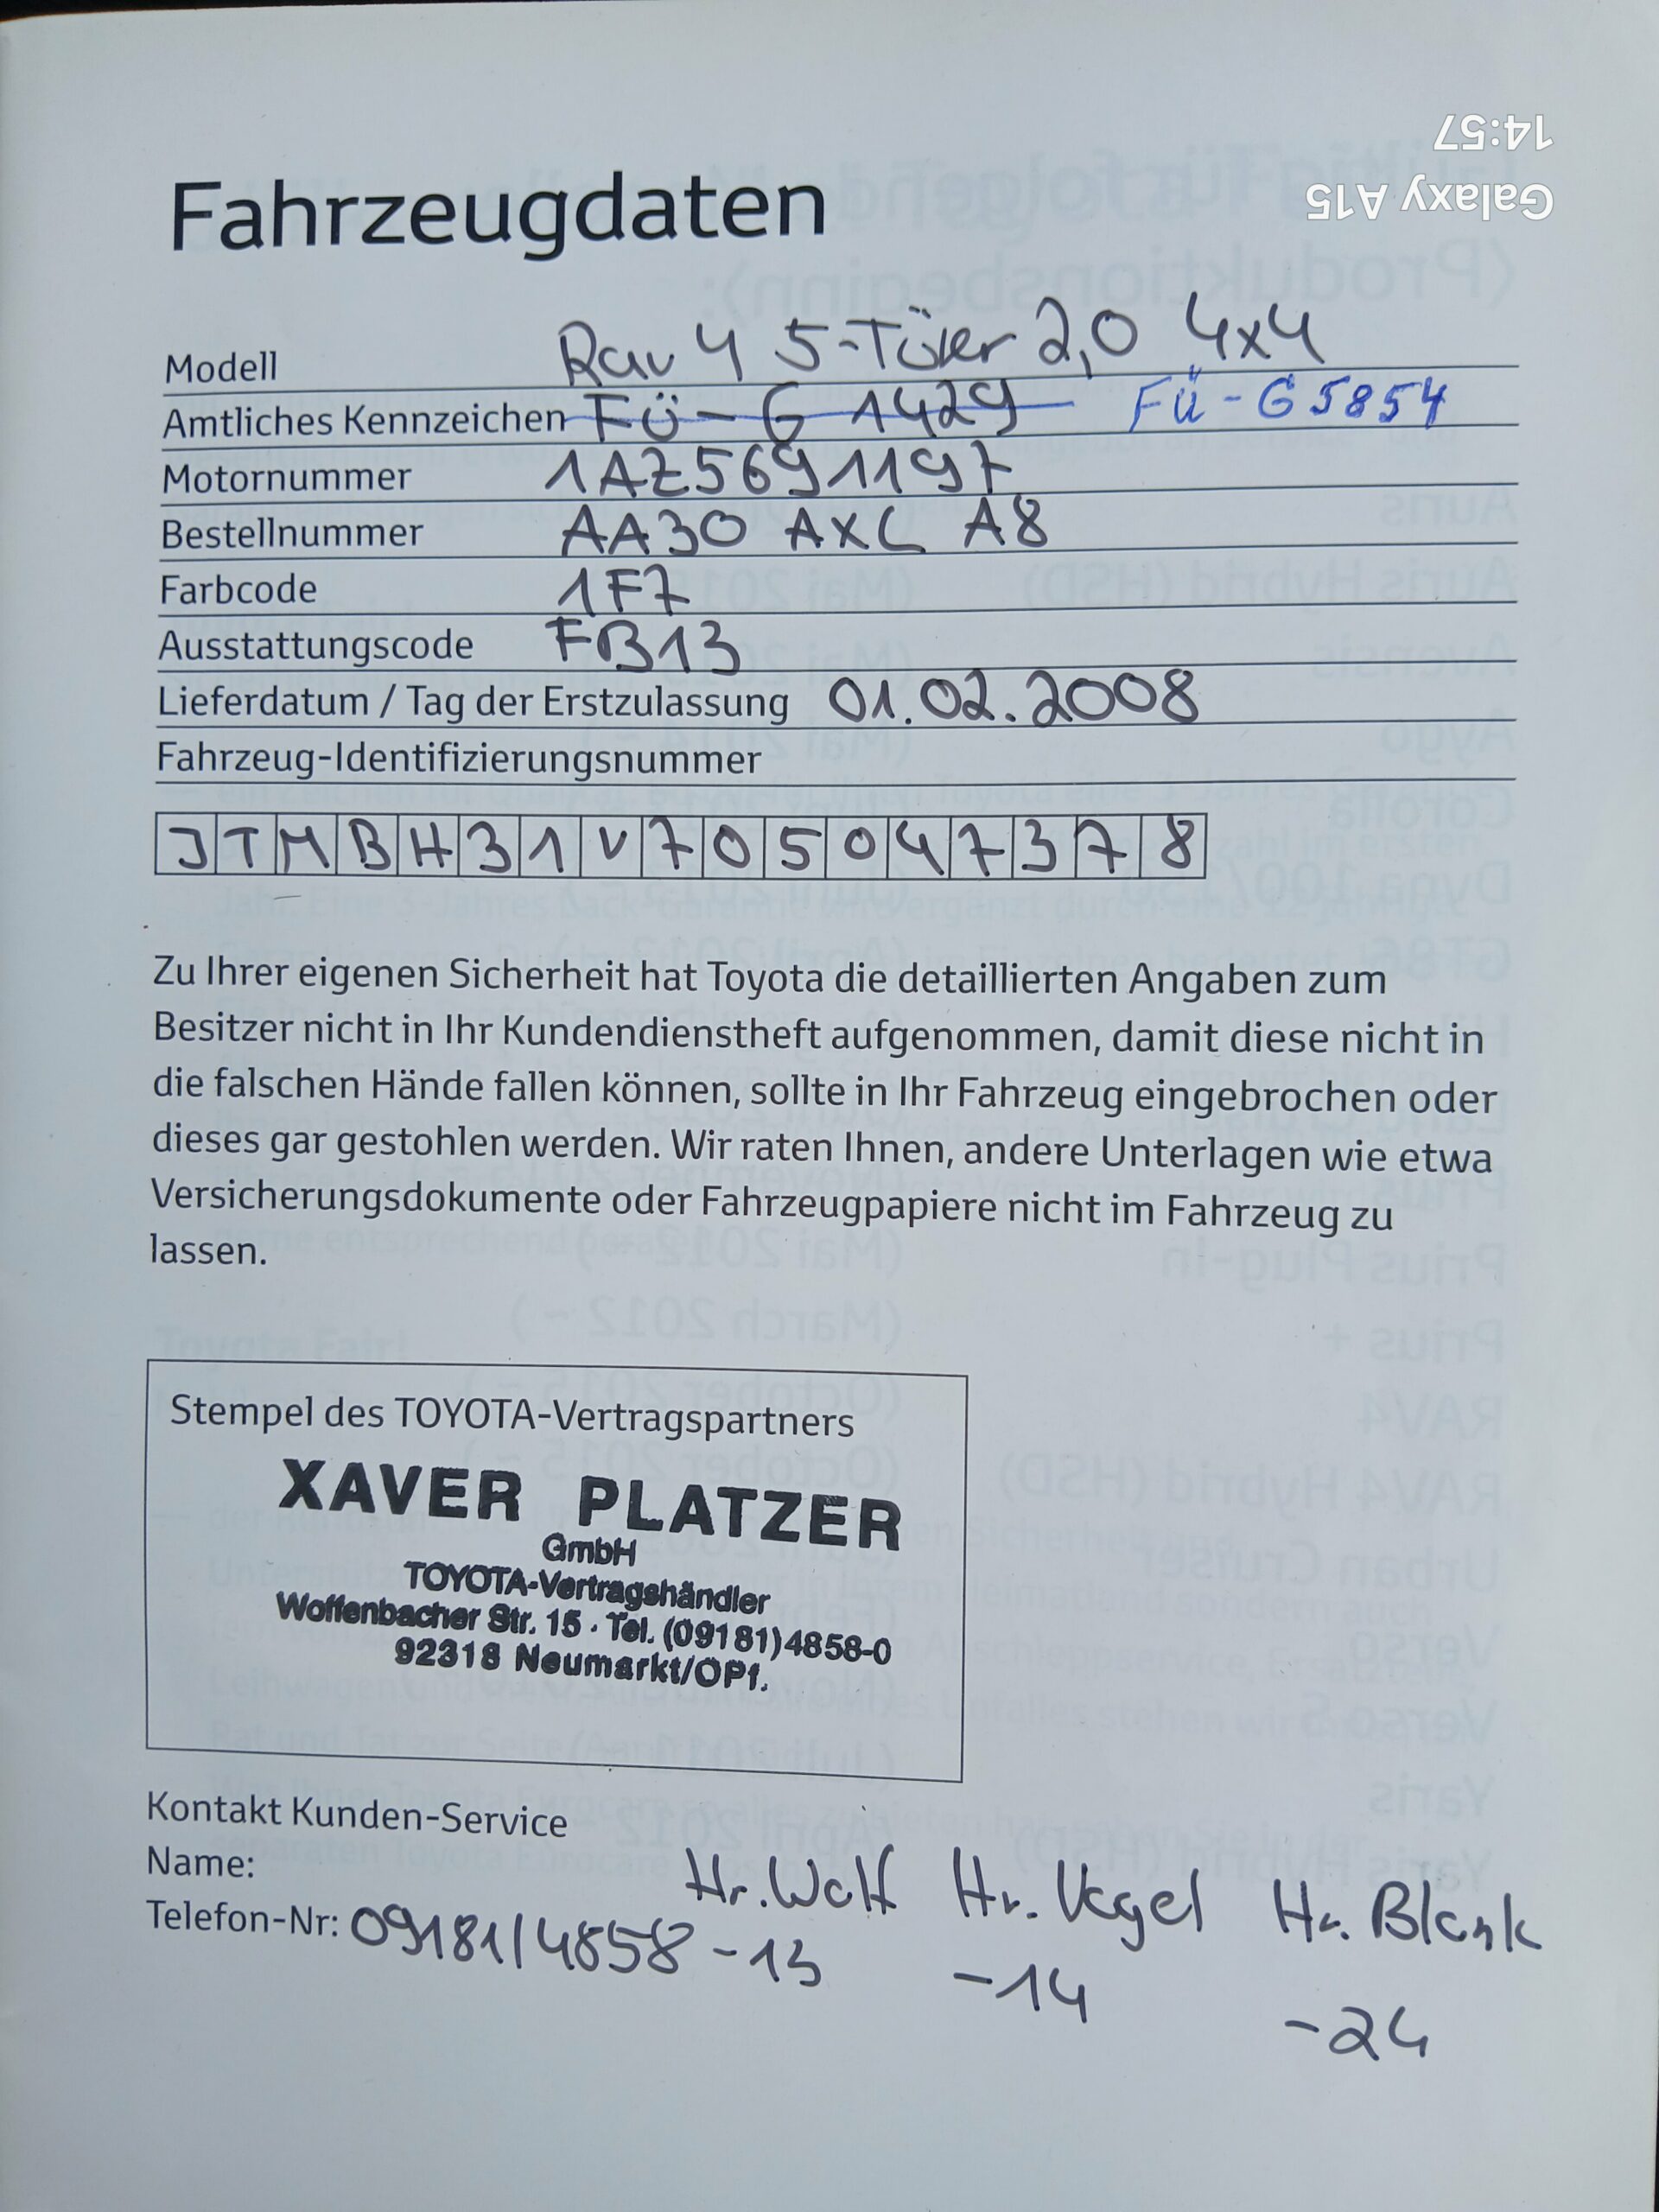 14:57
Galaxy A15
Fahrzeugdaten
Modell Rav 4 5-Türer 2,0 4x4
Amtliches Kennzeichen FÜ-G 1429 FÜ-G5854
Motornummer 1AZ5691197
Bestellnummer AA30 AXL A8
Farbcode 1F7
Ausstattungscode FB13
Lieferdatum / Tag der Erstzulassung 01.02.2008
Fahrzeug-Identifizierungsnummer
JTMBH31V705047378
Zu Ihrer eigenen Sicherheit hat Toyota die detaillierten Angaben zum
Besitzer nicht in Ihr Kundendienstheft aufgenommen, damit diese nicht in
die falschen Hände fallen können, sollte in Ihr Fahrzeug eingebrochen oder
dieses gar gestohlen werden. Wir raten Ihnen, andere Unterlagen wie etwa
Versicherungsdokumente oder Fahrzeugpapiere nicht im Fahrzeug zu
lassen.
Stempel des TOYOTA-Vertragspartners
XAVER PLATZER
GmbH
TOYOTA-Vertragshändler
Woffenbacher Str. 15 · Tel. (09181)4858-0
92318 Neumarkt/OPf.
Kontakt Kunden-Service
Name: Hr. Wolf Hr. Vogel Hr. Blank
Telefon-Nr: 09181/4858-13 -14 -24